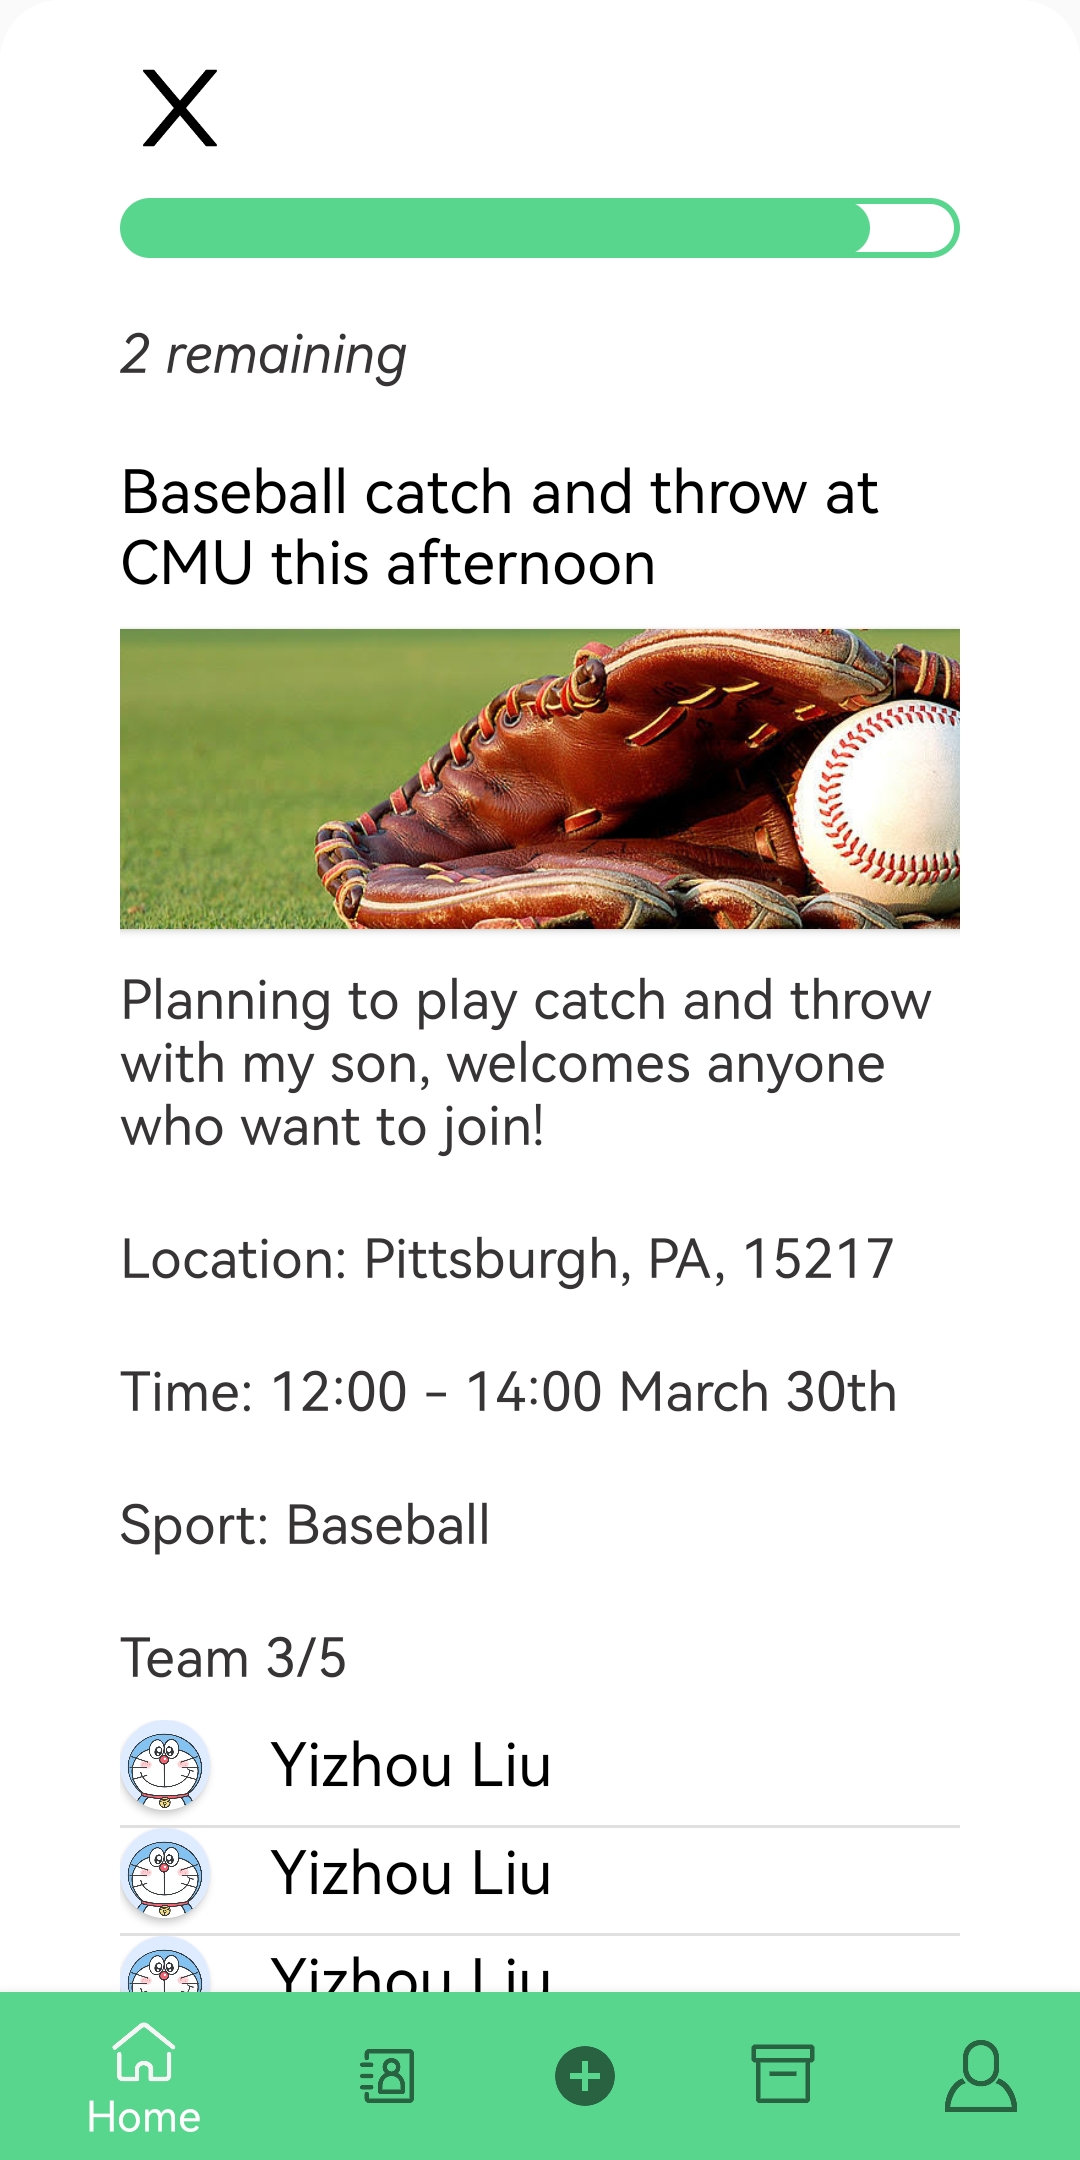 2 remaining
Baseball catch and throw at
CMU this afternoon
Planning to play catch and throw
with my son, welcomes anyone
who want to join!
Location: Pittsburgh, PA, 15217
Time: 12:00 - 14:00 March 30th
Sport: Baseball
Team 3/5
Yizhou Liu
Yizhou Liu
Yizhou Liu
Home